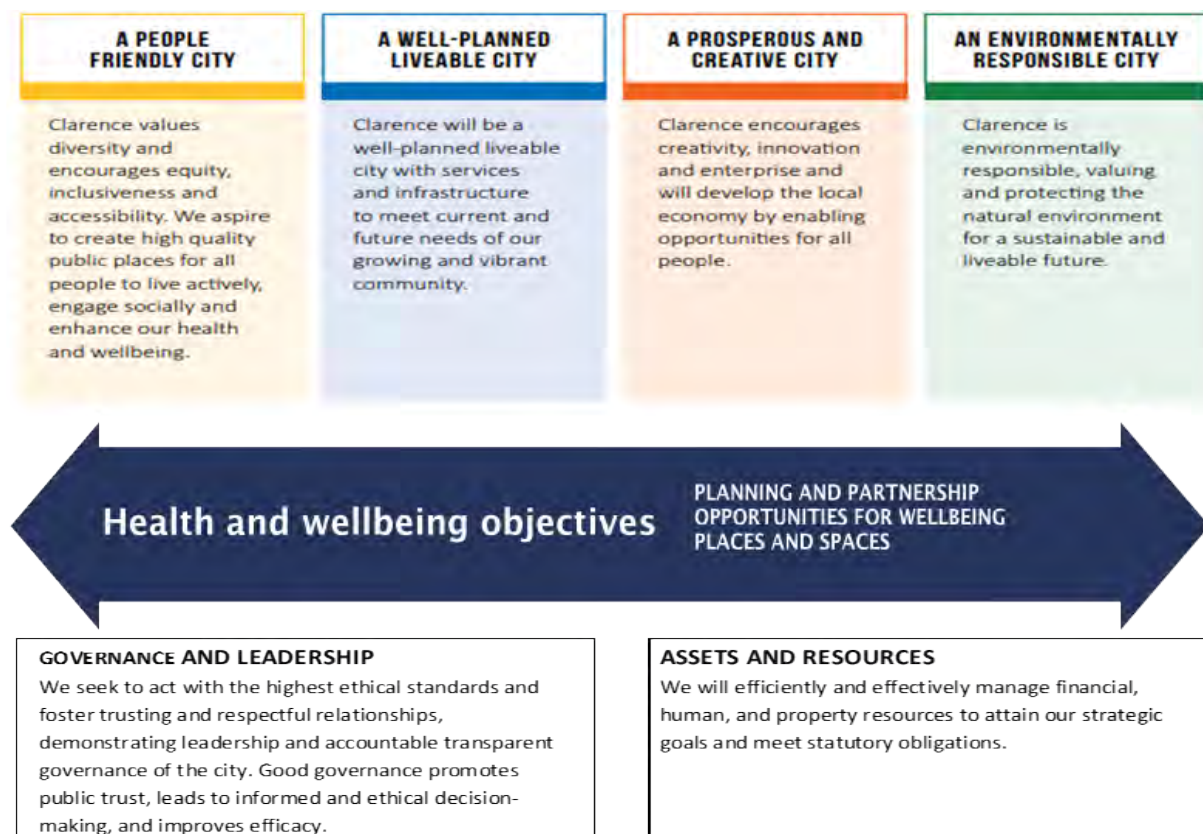 A PEOPLE
FRIENDLY CITY
Clarence values
diversity and
encourages equity,
inclusiveness and
accessibility. We aspire
to create high quality
public places for all
people to live actively,
engage socially and
enhance our health
and wellbeing.
A WELL-PLANNED
LIVEABLE CITY
Clarence will be a
well-planned liveable
city with services
and infrastructure
to meet current and
future needs of our
growing and vibrant
community.
A PROSPEROUS AND
CREATIVE CITY
Clarence encourages
creativity, innovation
and enterprise and
will develop the local
economy by enabling
opportunities for all
people.
AN ENVIRONMENTALLY
RESPONSIBLE CITY
Clarence is
environmentally
responsible, valuing
and protecting the
natural environment
for a sustainable and
liveable future.
Health and wellbeing objectives
PLANNING AND PARTNERSHIP
OPPORTUNITIES FOR WELLBEING
PLACES AND SPACES
GOVERNANCE AND LEADERSHIP
We seek to act with the highest ethical standards and
foster trusting and respectful relationships,
demonstrating leadership and accountable transparent
governance of the city. Good governance promotes
public trust, leads to informed and ethical decision-
making, and improves efficacy.
ASSETS AND RESOURCES
We will efficiently and effectively manage financial,
human, and property resources to attain our strategic
goals and meet statutory obligations.